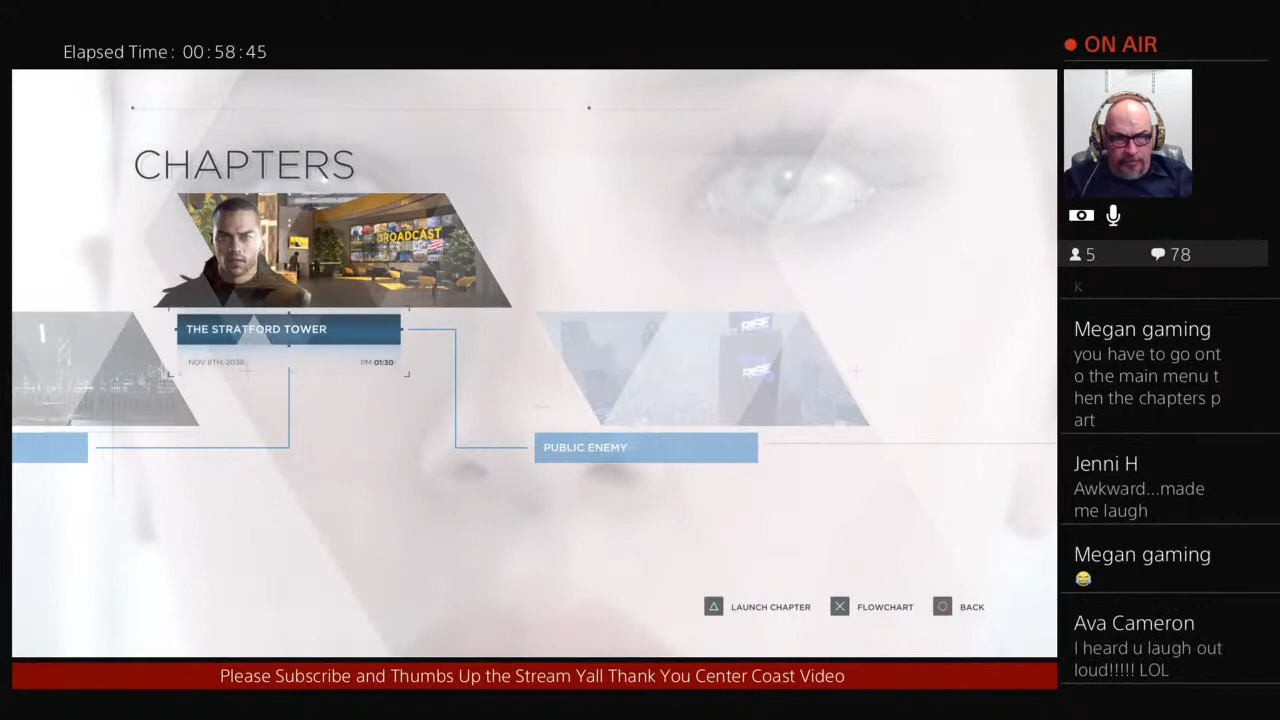 Elapsed Time: 00:58:45
ON AIR
CHAPTERS
BROADCAST
THE STRATFORD TOWER
NOV 8TH, 2038
PM 01:30
RISE
RISE
PUBLIC ENEMY
LAUNCH CHAPTER
FLOWCHART
BACK
Please Subscribe and Thumbs Up the Stream Yall Thank You Center Coast Video
5
78
K
Megan gaming
you have to go ont
o the main menu t
hen the chapters p
art
Jenni H
Awkward...made
me laugh
Megan gaming
😂
Ava Cameron
I heard u laugh out
loud!!!!! LOL